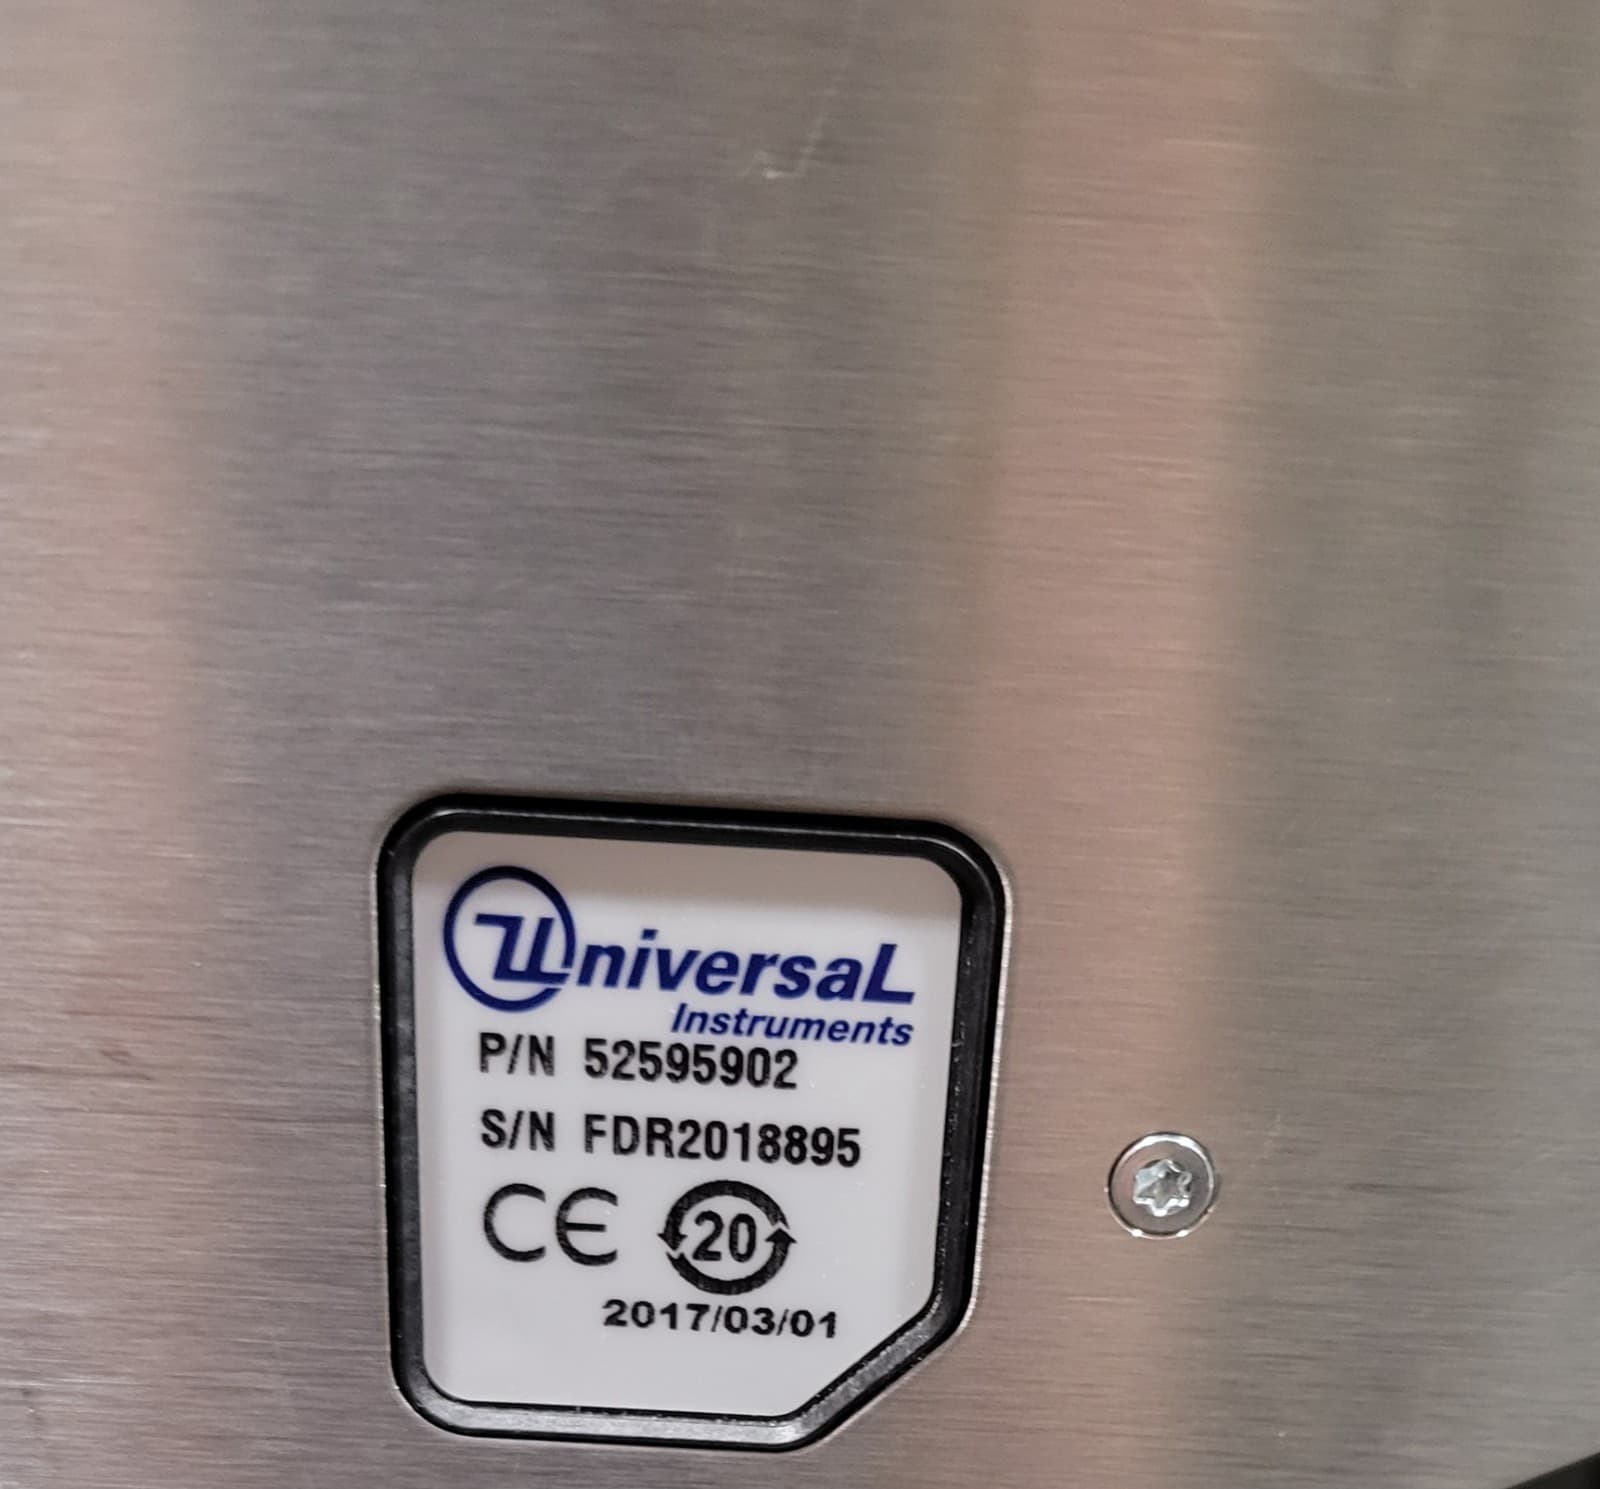 Universal
Instruments
P/N 52595902
S/N FDR2018895
CE 20
2017/03/01